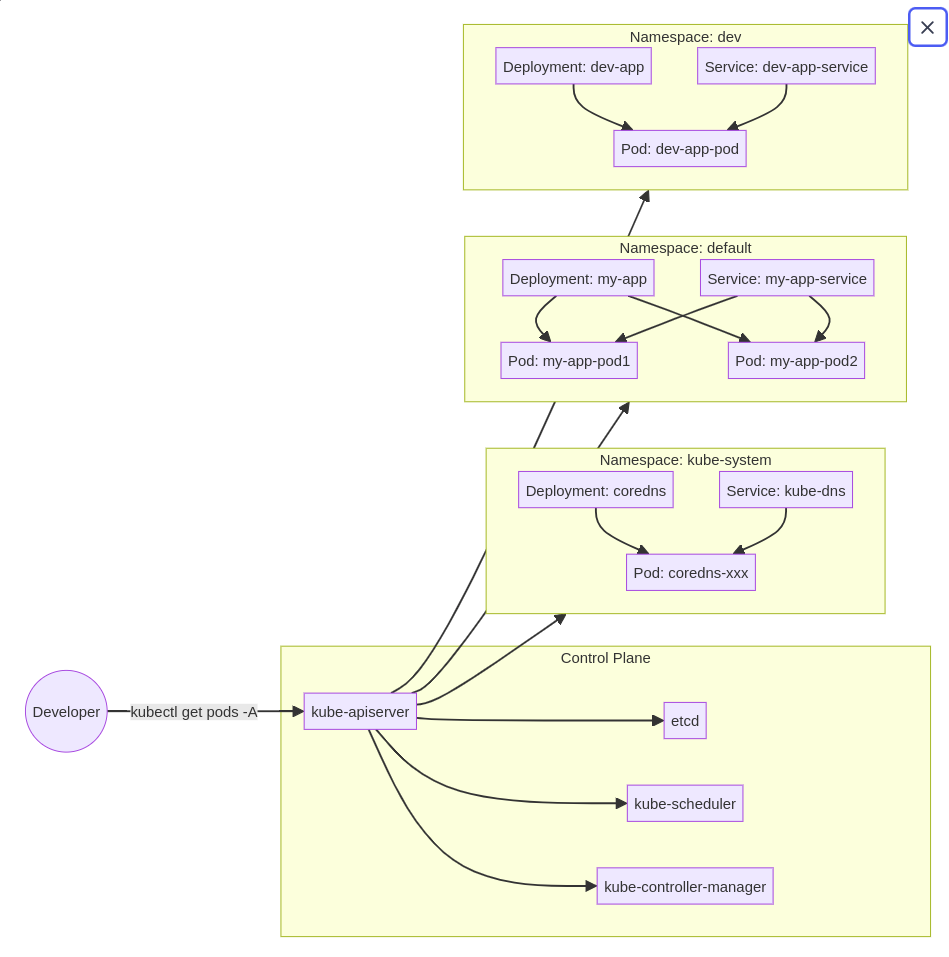 Namespace: dev
Deployment: dev-app
Service: dev-app-service
Pod: dev-app-pod
Namespace: default
Deployment: my-app
Service: my-app-service
Pod: my-app-pod1
Pod: my-app-pod2
Namespace: kube-system
Deployment: coredns
Service: kube-dns
Pod: coredns-xxx
Control Plane
Developer
kubectl get pods -A
kube-apiserver
etcd
kube-scheduler
kube-controller-manager